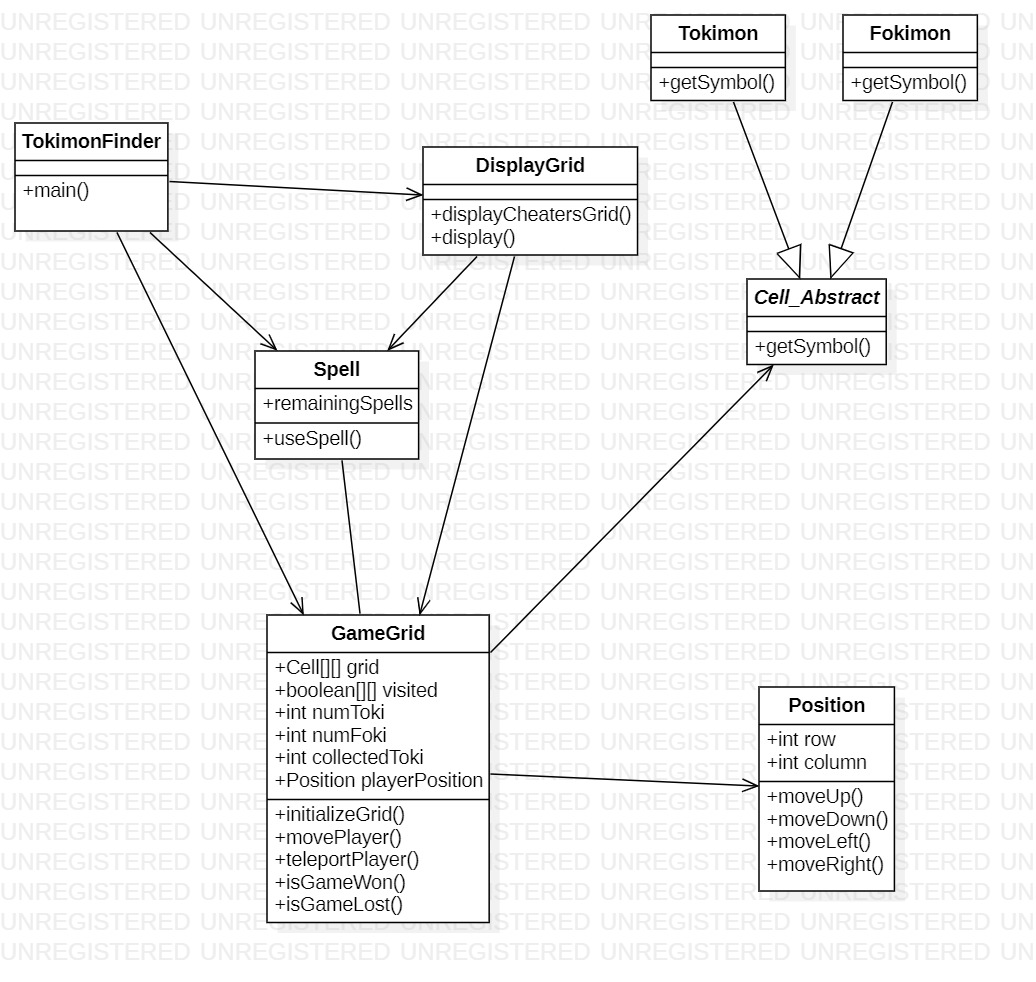 Tokimon
+getSymbol()
Fokimon
+getSymbol()
TokimonFinder
+main()
DisplayGrid
+displayCheatersGrid()
+display()
Cell_Abstract
+getSymbol()
Spell
+remainingSpells
+useSpell()
GameGrid
+Cell[][] grid
+boolean[][] visited
+int numToki
+int numFoki
+int collectedToki
+Position playerPosition
+initializeGrid()
+movePlayer()
+teleportPlayer()
+isGameWon()
+isGameLost()
Position
+int row
+int column
+moveUp()
+moveDown()
+moveLeft()
+moveRight()
UNREGISTERED